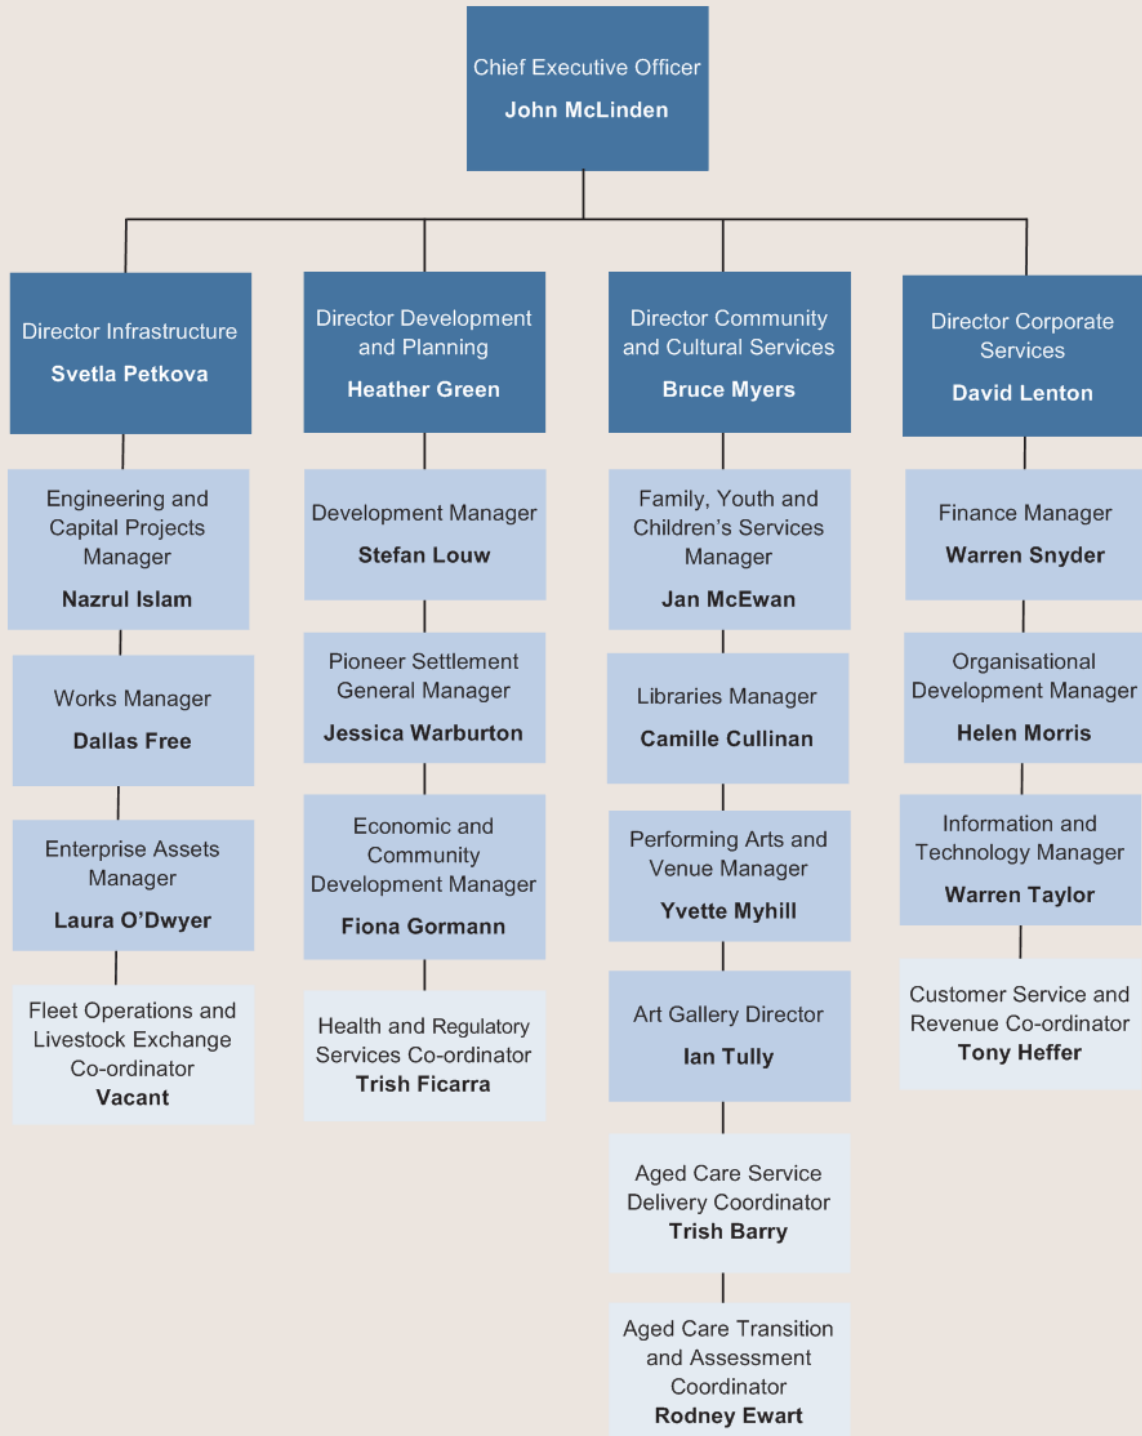 Chief Executive Officer
John McLinden
Director Infrastructure
Svetla Petkova
Engineering and
Capital Projects
Manager
Nazrul Islam
Works Manager
Dallas Free
Enterprise Assets
Manager
Laura O’Dwyer
Fleet Operations and
Livestock Exchange
Co-ordinator
Vacant
Director Development
and Planning
Heather Green
Development Manager
Stefan Louw
Pioneer Settlement
General Manager
Jessica Warburton
Economic and
Community
Development Manager
Fiona Gormann
Health and Regulatory
Services Co-ordinator
Trish Ficarra
Director Community
and Cultural Services
Bruce Myers
Family, Youth and
Children’s Services
Manager
Jan McEwan
Libraries Manager
Camille Cullinan
Performing Arts and
Venue Manager
Yvette Myhill
Art Gallery Director
Ian Tully
Aged Care Service
Delivery Coordinator
Trish Barry
Aged Care Transition
and Assessment
Coordinator
Rodney Ewart
Director Corporate
Services
David Lenton
Finance Manager
Warren Snyder
Organisational
Development Manager
Helen Morris
Information and
Technology Manager
Warren Taylor
Customer Service and
Revenue Co-ordinator
Tony Heffer